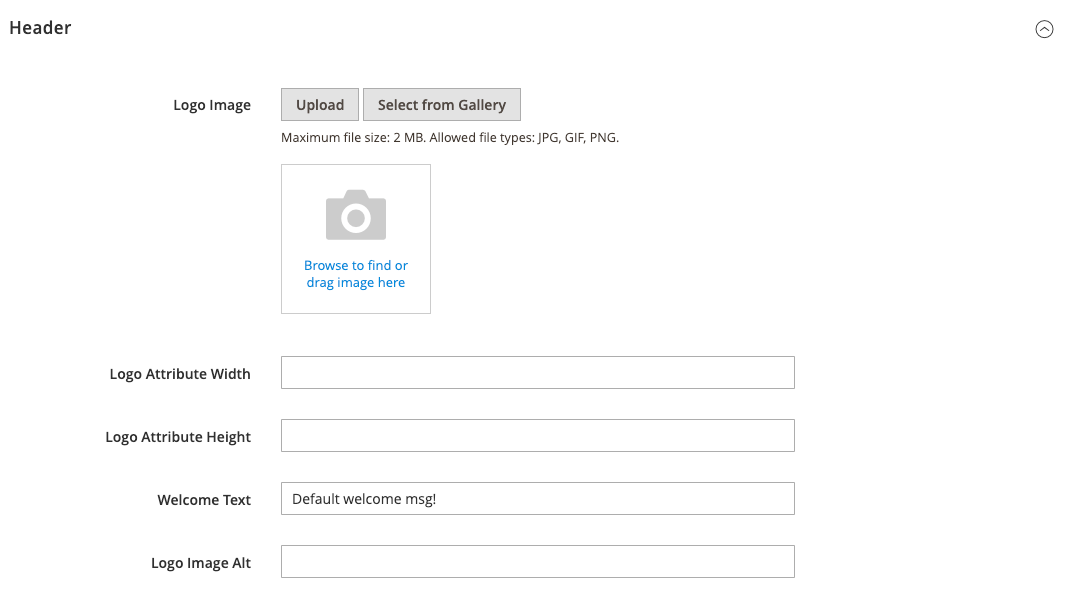 Header
Logo Image
Upload
Select from Gallery
Maximum file size: 2 MB. Allowed file types: JPG, GIF, PNG.
Browse to find or
drag image here
Logo Attribute Width
Logo Attribute Height
Welcome Text
Default welcome msg!
Logo Image Alt